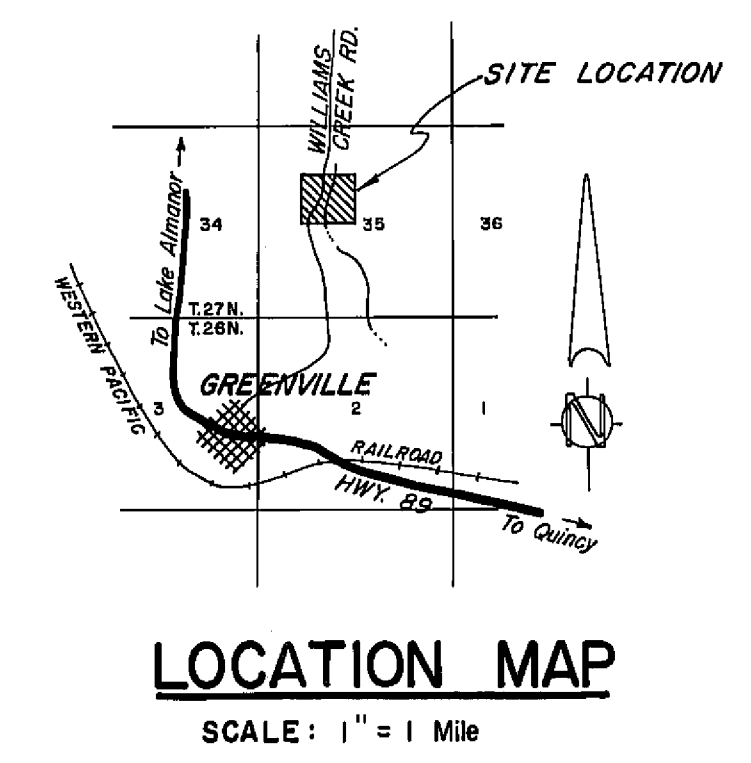 WILLIAMS
CREEK RD.
SITE LOCATION
To Lake Almanor
34
35
36
T.27N.
T.26N.
WESTERN PACIFIC
GREENVILLE
3
2
1
N
RAILROAD
HWY. 89
To Quincy
LOCATION MAP
SCALE: 1" = 1 Mile